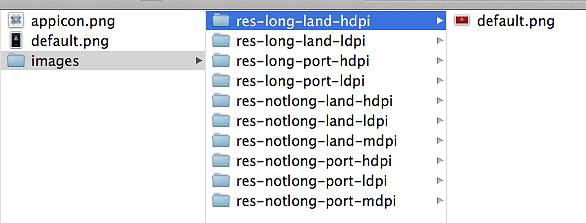 appicon.png
default.png
images
res-long-land-hdpi
res-long-land-ldpi
res-long-port-hdpi
res-long-port-ldpi
res-notlong-land-hdpi
res-notlong-land-ldpi
res-notlong-land-mdpi
res-notlong-port-hdpi
res-notlong-port-ldpi
res-notlong-port-mdpi
default.png